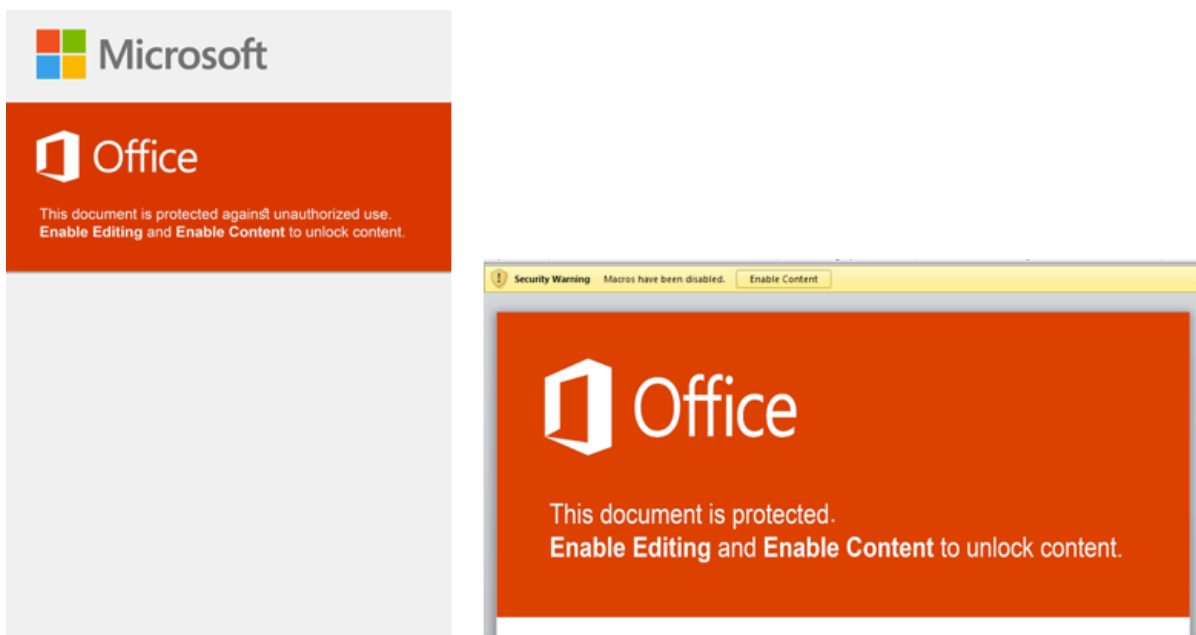 Microsoft
Office
This document is protected against unauthorized use.
Enable Editing and Enable Content to unlock content.
Security Warning Macros have been disabled. Enable Content
Office
This document is protected.
Enable Editing and Enable Content to unlock content.